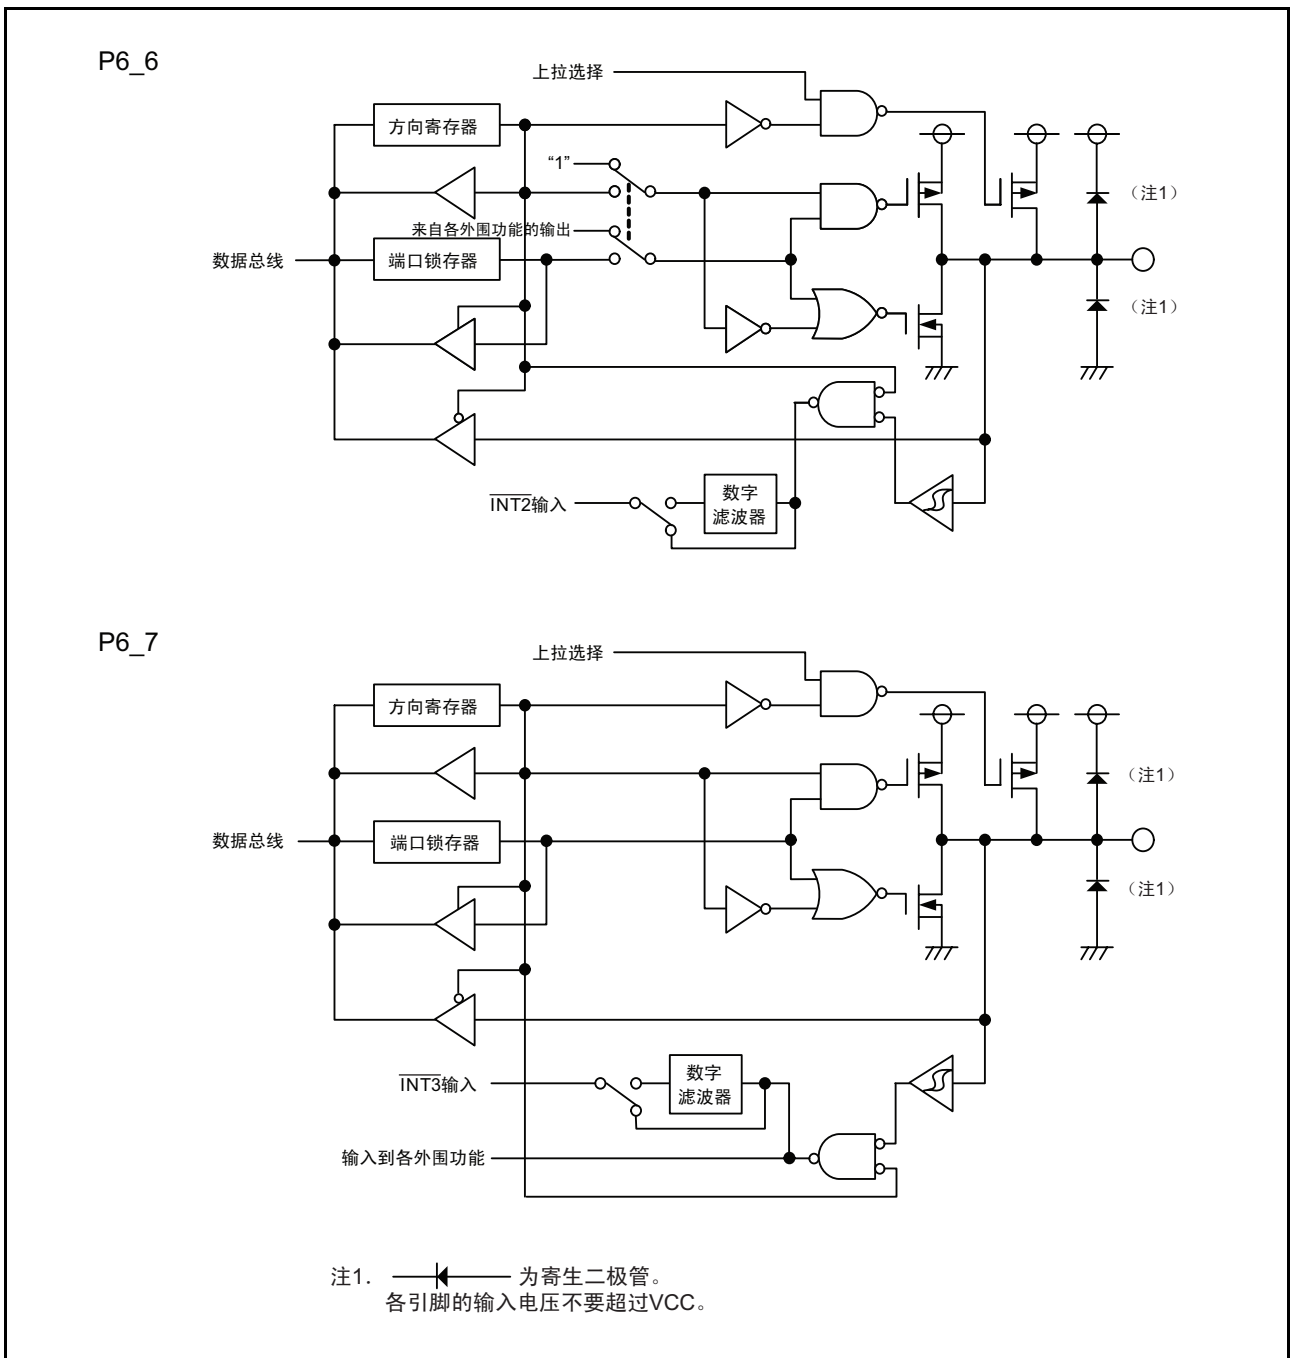 P6_6
上拉选择
方向寄存器
“1”
（注1）
来自各外围功能的输出
数据总线
端口锁存器
（注1）
INT2输入
数字
滤波器
P6_7
上拉选择
方向寄存器
（注1）
数据总线
端口锁存器
（注1）
INT3输入
数字
滤波器
输入到各外围功能
注1. 为寄生二极管。
各引脚的输入电压不要超过VCC。